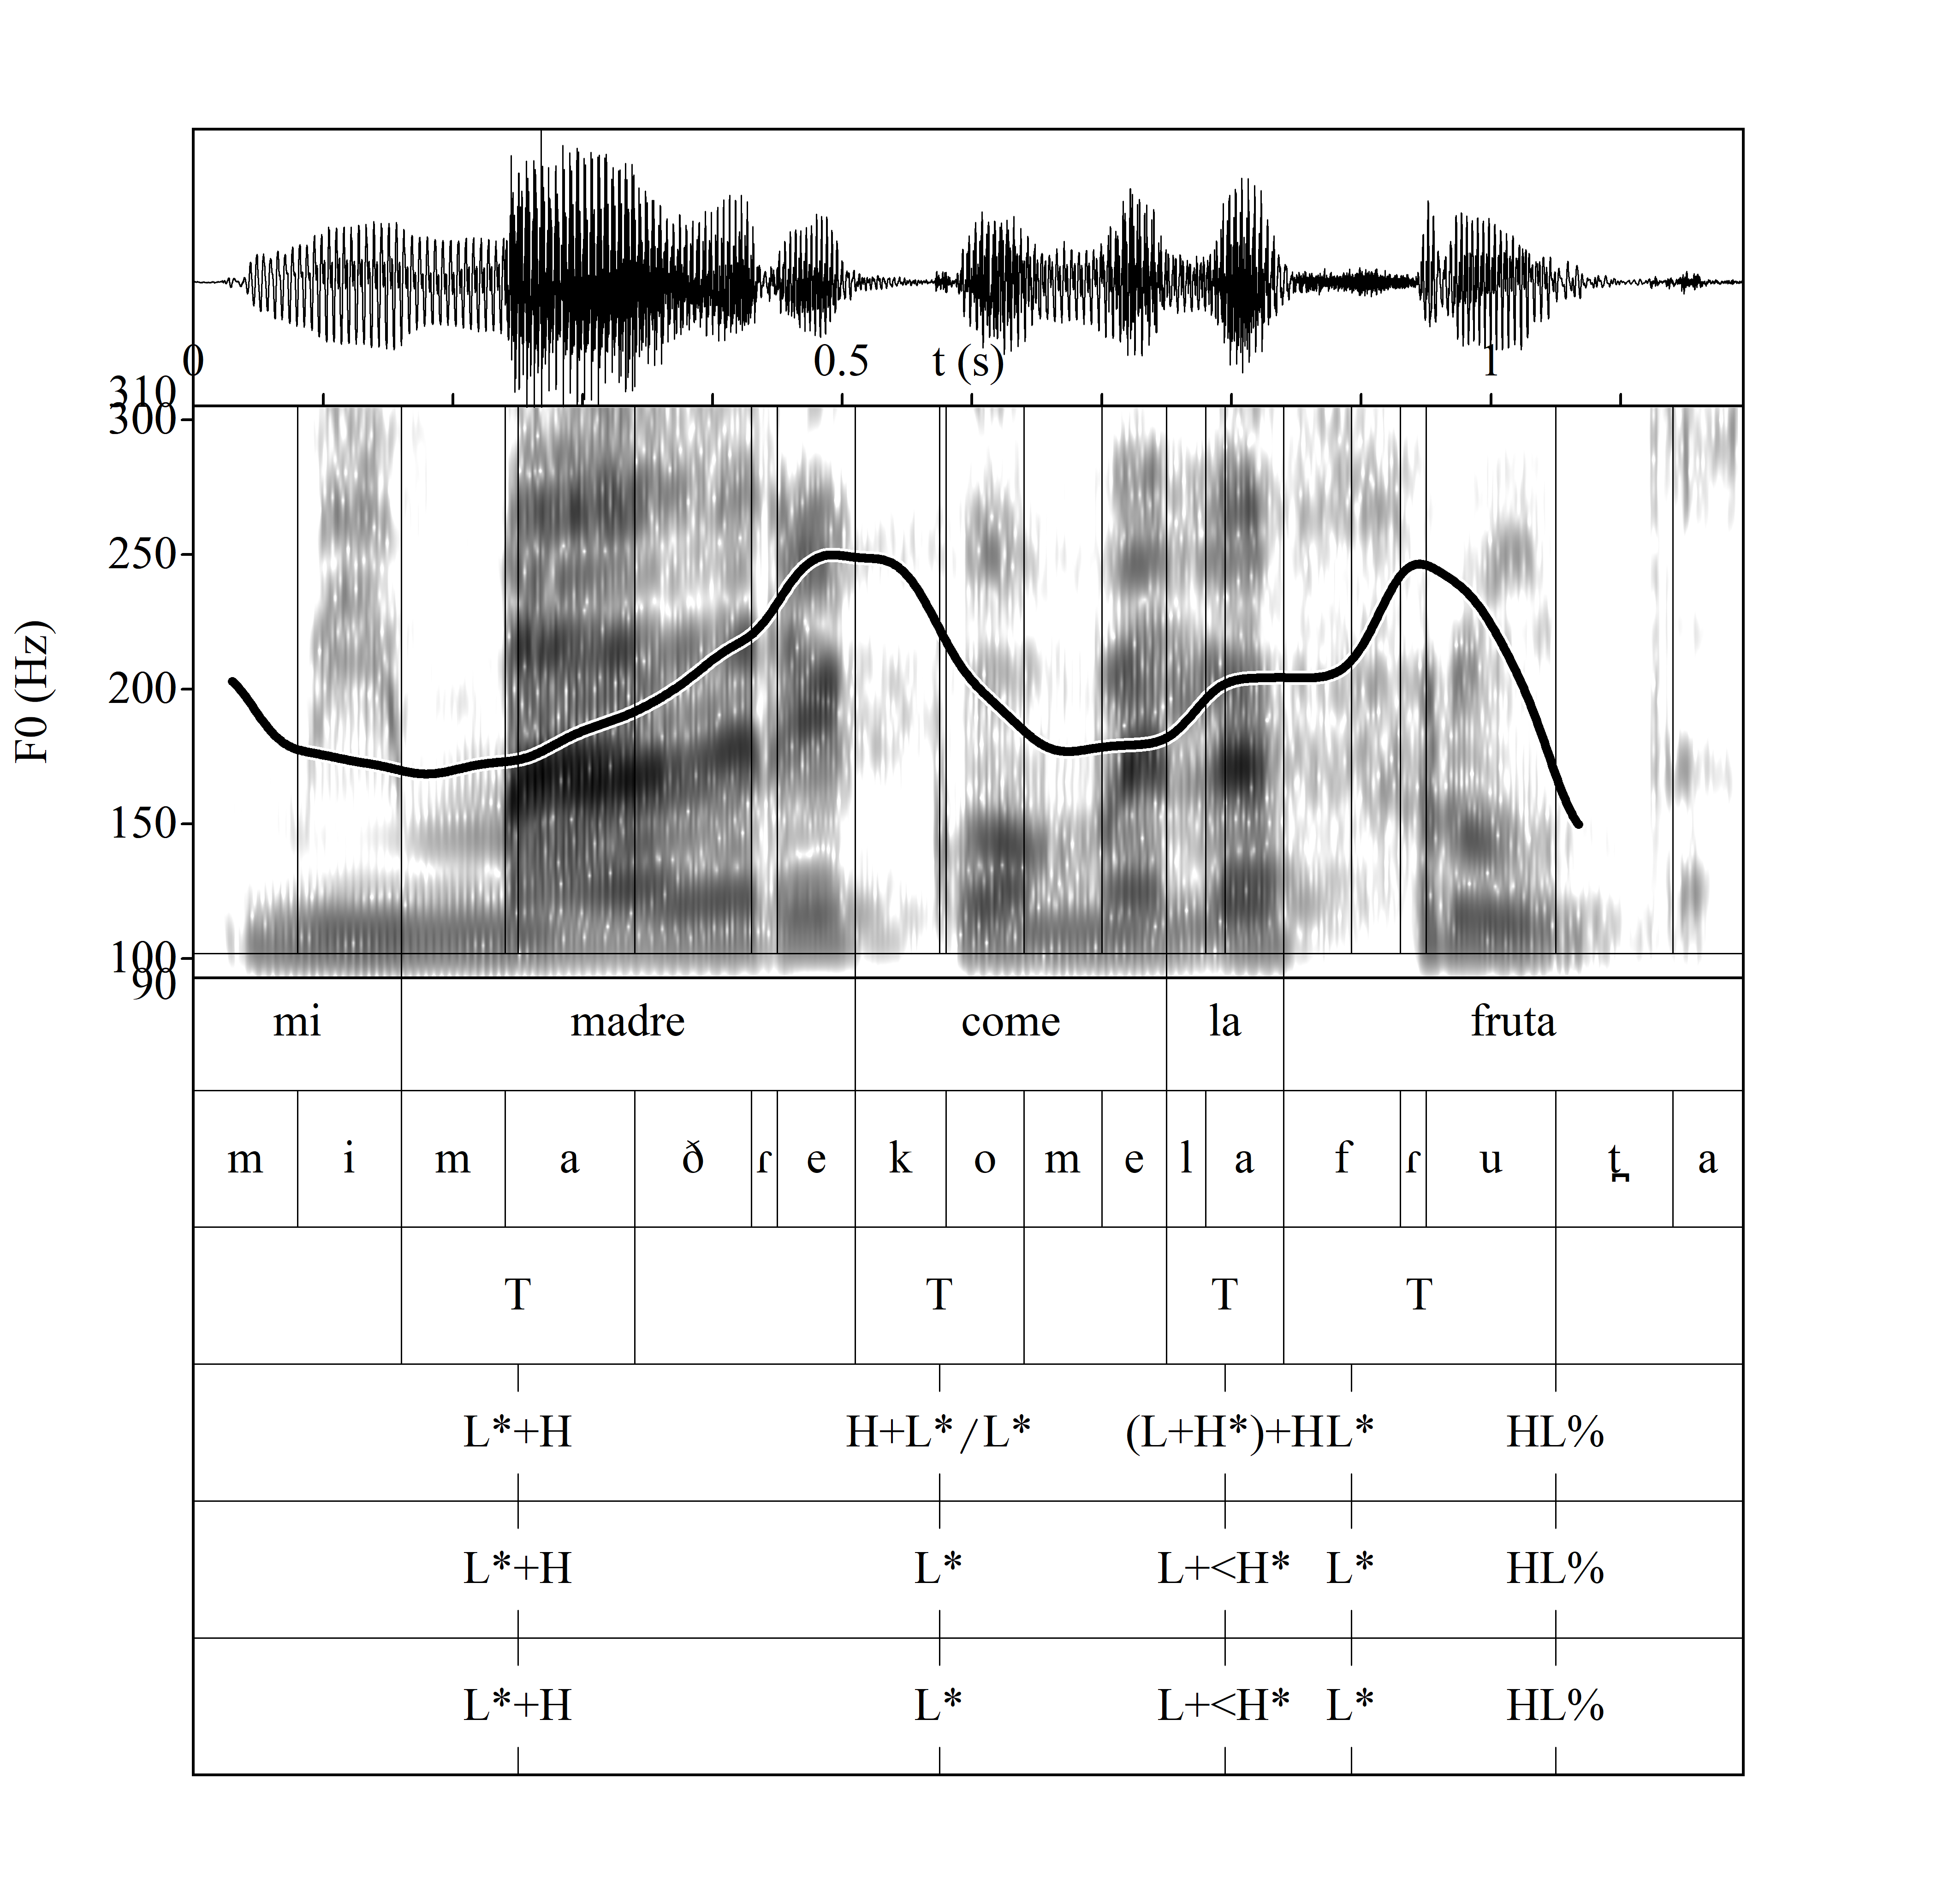 0 0.5 t (s) 1
310
300
250
200
150
100
90
F0 (Hz)
mi madre come la fruta
m i m a ð ɾ e k o m e l a f ɾ u t̪ a
T T T T
L*+H H+L*/L* (L+H*)+HL* HL%
L*+H L* L+<H* L* HL%
L*+H L* L+<H* L* HL%